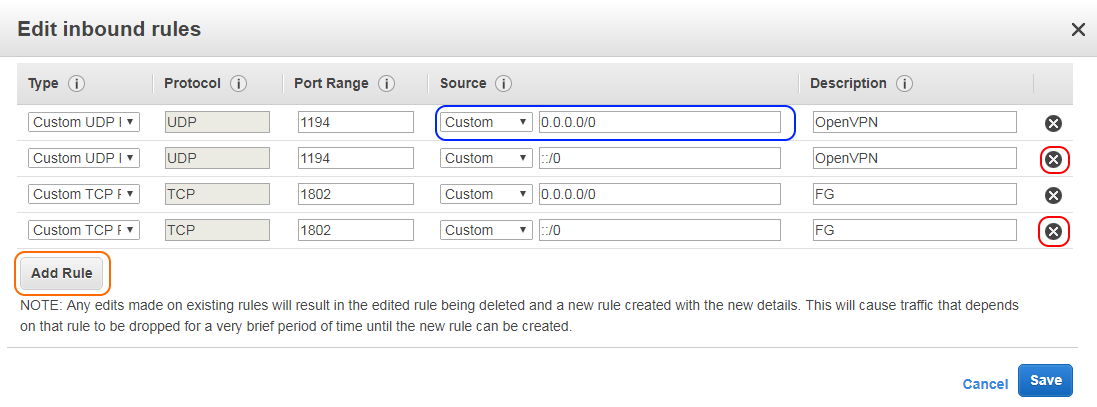 Edit inbound rules
Type Protocol Port Range Source Description
Custom UDP F UDP 1194 Custom 0.0.0.0/0 OpenVPN
Custom UDP F UDP 1194 Custom ::/0 OpenVPN
Custom TCP F TCP 1802 Custom 0.0.0.0/0 FG
Custom TCP F TCP 1802 Custom ::/0 FG
Add Rule
NOTE: Any edits made on existing rules will result in the edited rule being deleted and a new rule created with the new details. This will cause traffic that depends
on that rule to be dropped for a very brief period of time until the new rule can be created.
Cancel Save